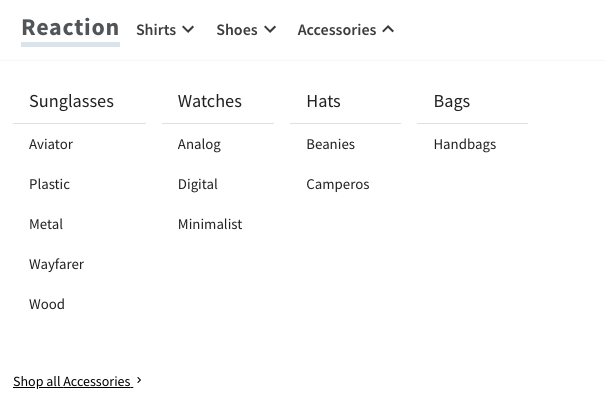 Reaction Shirts Shoes Accessories
Sunglasses Watches Hats Bags
Aviator Analog Beanies Handbags
Plastic Digital Camperos
Metal Minimalist
Wayfarer
Wood
Shop all Accessories